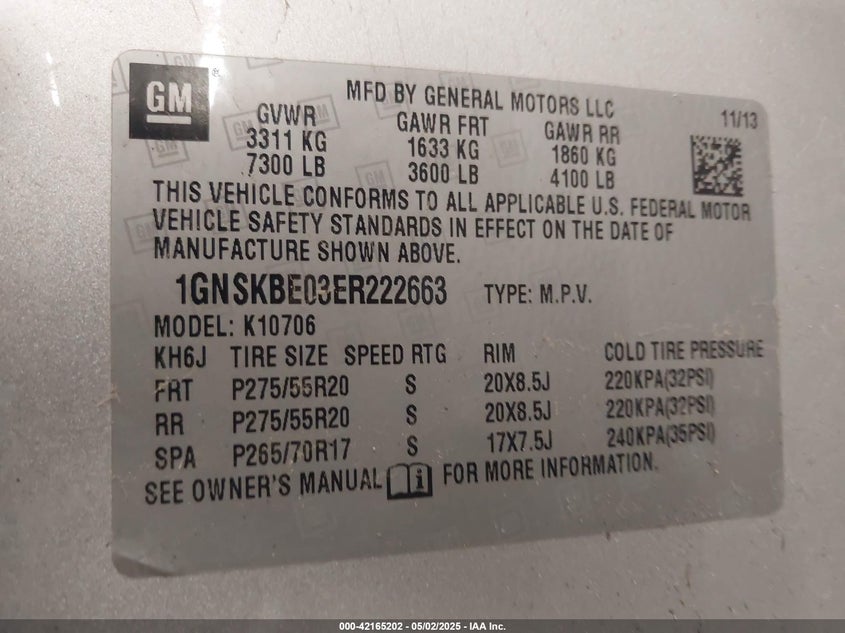 GM
MFD BY GENERAL MOTORS LLC
11/13
GVWR GAWR FRT GAWR RR
3311 KG 1633 KG 1860 KG
7300 LB 3600 LB 4100 LB
THIS VEHICLE CONFORMS TO ALL APPLICABLE U.S. FEDERAL MOTOR
VEHICLE SAFETY STANDARDS IN EFFECT ON THE DATE OF
MANUFACTURE SHOWN ABOVE.
1GNSKBE03ER222663 TYPE: M.P.V.
MODEL: K10706
KH6J TIRE SIZE SPEED RTG RIM COLD TIRE PRESSURE
FRT P275/55R20 S 20X8.5J 220KPA(32PSI)
RR P275/55R20 S 20X8.5J 220KPA(32PSI)
SPA P265/70R17 S 17X7.5J 240KPA(35PSI)
SEE OWNER'S MANUAL i FOR MORE INFORMATION.
000-42165202 - 05/02/2025 - IAA Inc.